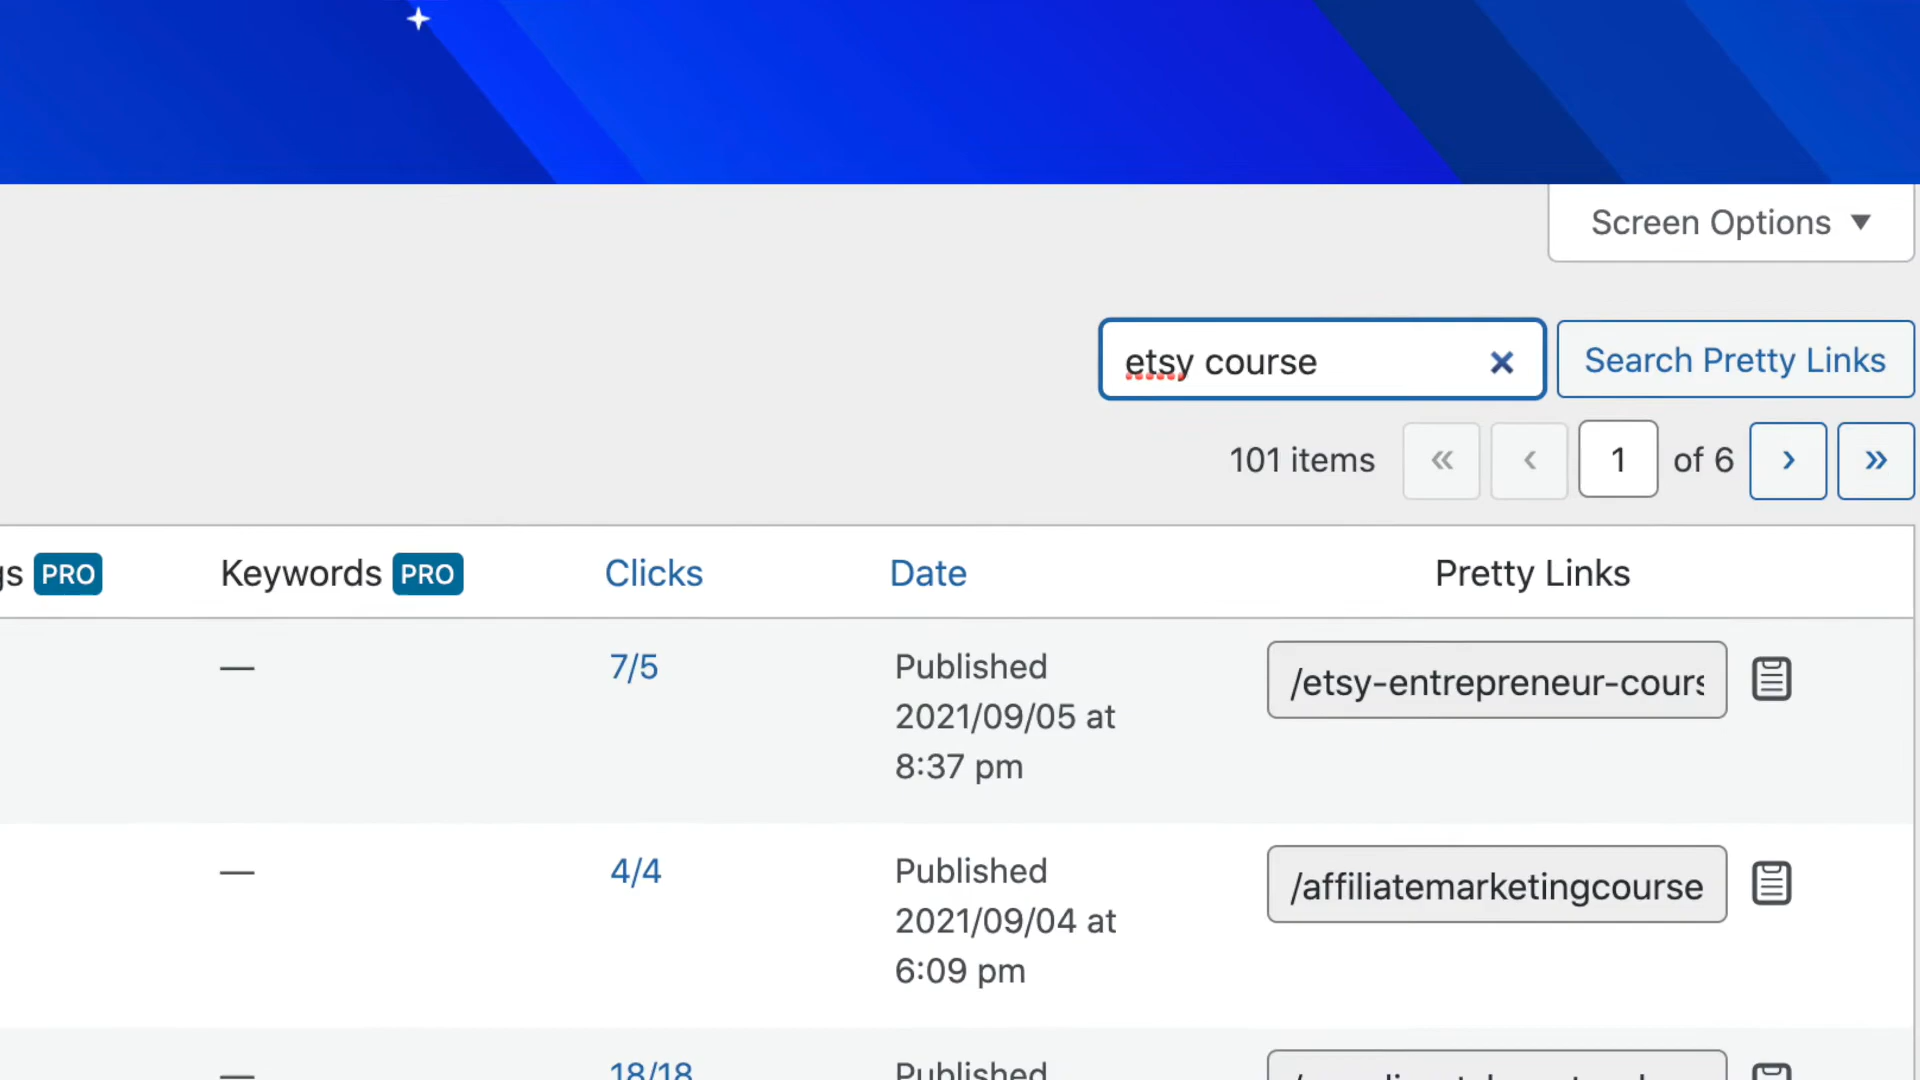 Screen Options ▼
etsy course ×
Search Pretty Links
101 items « ‹ 1 of 6 › »
gs PRO Keywords PRO Clicks Date Pretty Links
— 7/5 Published /etsy-entrepreneur-cours
2021/09/05 at
8:37 pm
— 4/4 Published /affiliatemarketingcourse
2021/09/04 at
6:09 pm
— 18/18 Published